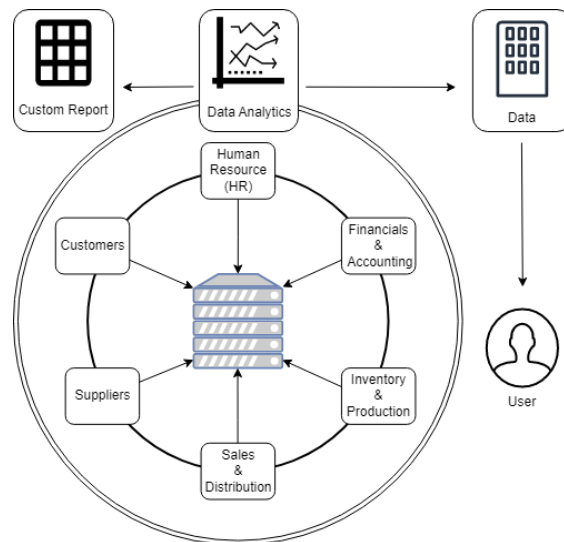 Custom Report
Data Analytics
Data
Human
Resource
(HR)
Customers
Financials
&
Accounting
Suppliers
Inventory
&
Production
User
Sales
&
Distribution